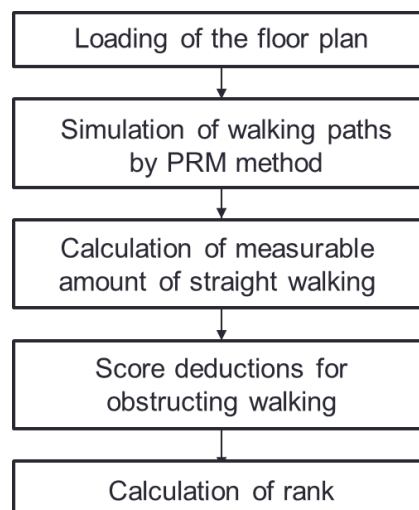 Loading of the floor plan
Simulation of walking paths
by PRM method
Calculation of measurable
amount of straight walking
Score deductions for
obstructing walking
Calculation of rank